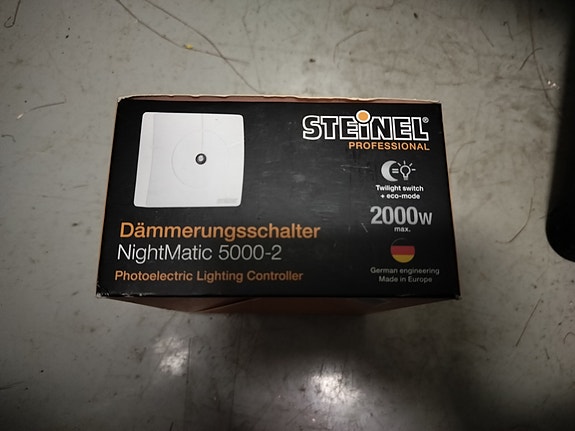 STEINEL®
PROFESSIONAL
Twilight switch
+ eco-mode
2000w
max.
Dämmerungsschalter
NightMatic 5000-2
Photoelectric Lighting Controller
German engineering
Made in Europe